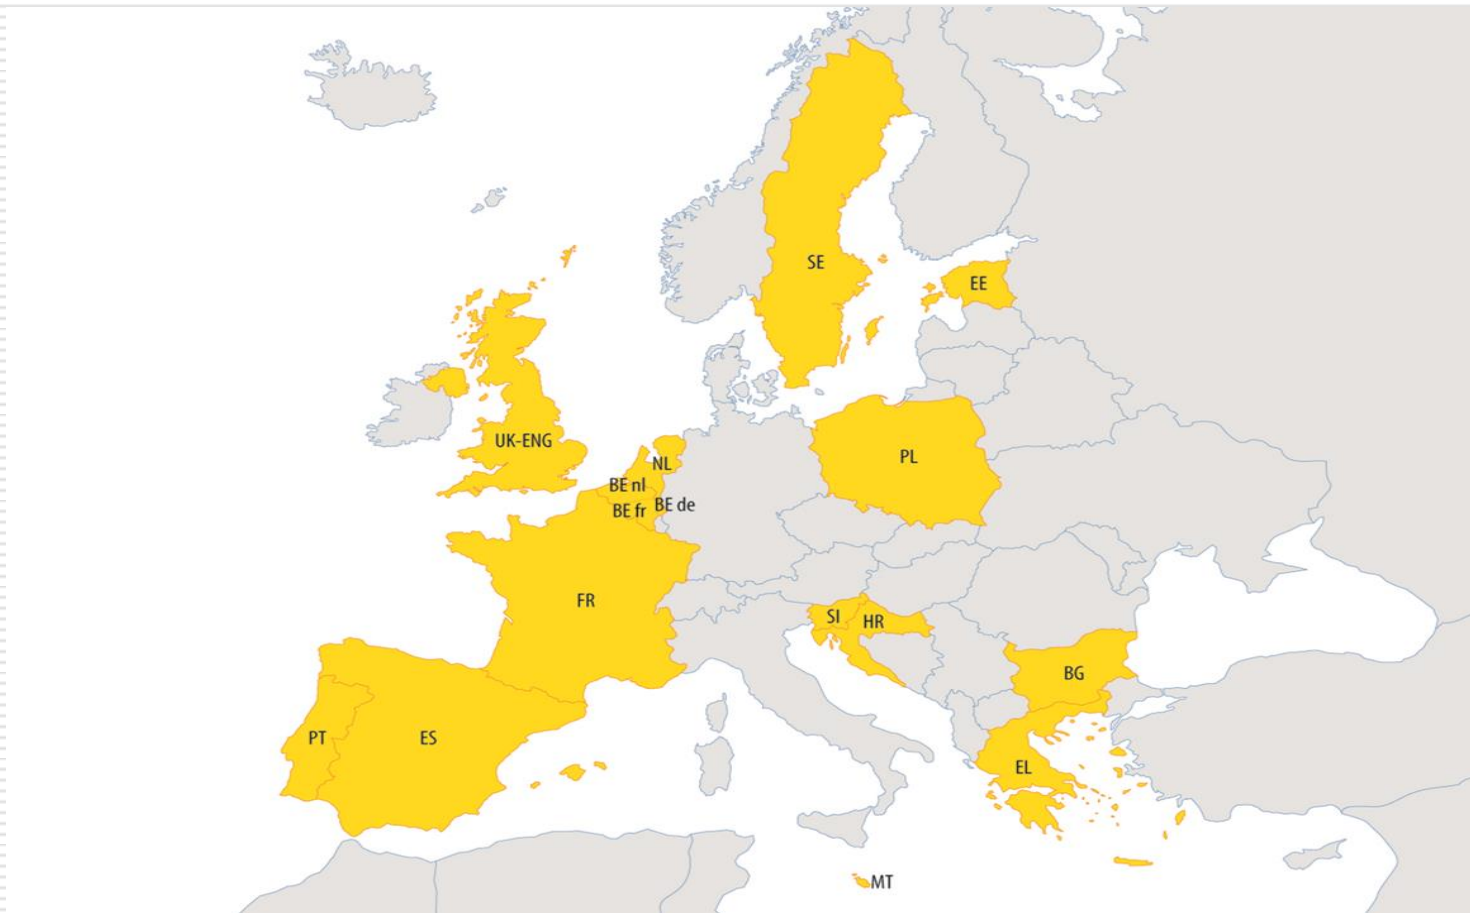 SE
EE
UK-ENG
PL
NL
BE nl
BE de
BE fr
FR
SI
HR
BG
PT
ES
EL
MT